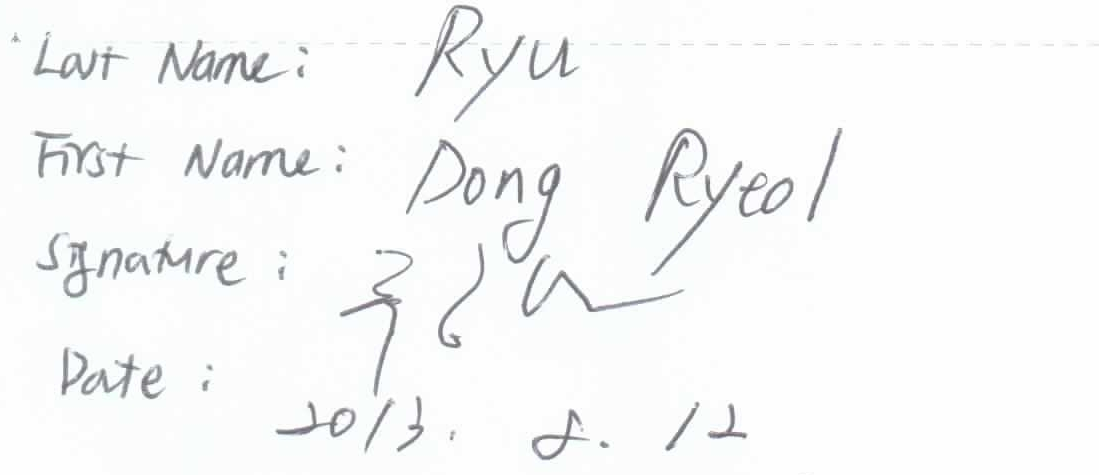 Last Name: Ryu
First Name: Dong Ryeol
Signature:
Date:
2013. 8. 12